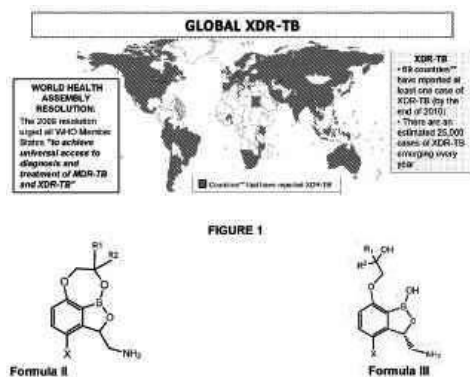 GLOBAL XDR-TB
WORLD HEALTH
ASSEMBLY
RESOLUTION:
The 2009 resolution
urged all WHO Member
States "to achieve
universal access to
diagnosis and
treatment of MDR-TB
and XDR-TB"
XDR-TB
• 69 countries**
have reported at
least one case of
XDR-TB (by the
end of 2010)
• There are an
estimated 25,000
cases of XDR-TB
emerging every
year
Countries** that have reported XDR-TB
FIGURE 1
R1
R2
O
O
B
O
X
NH2
Formula II
R1 OH
R2
O
OH
B
O
X
NH2
Formula III